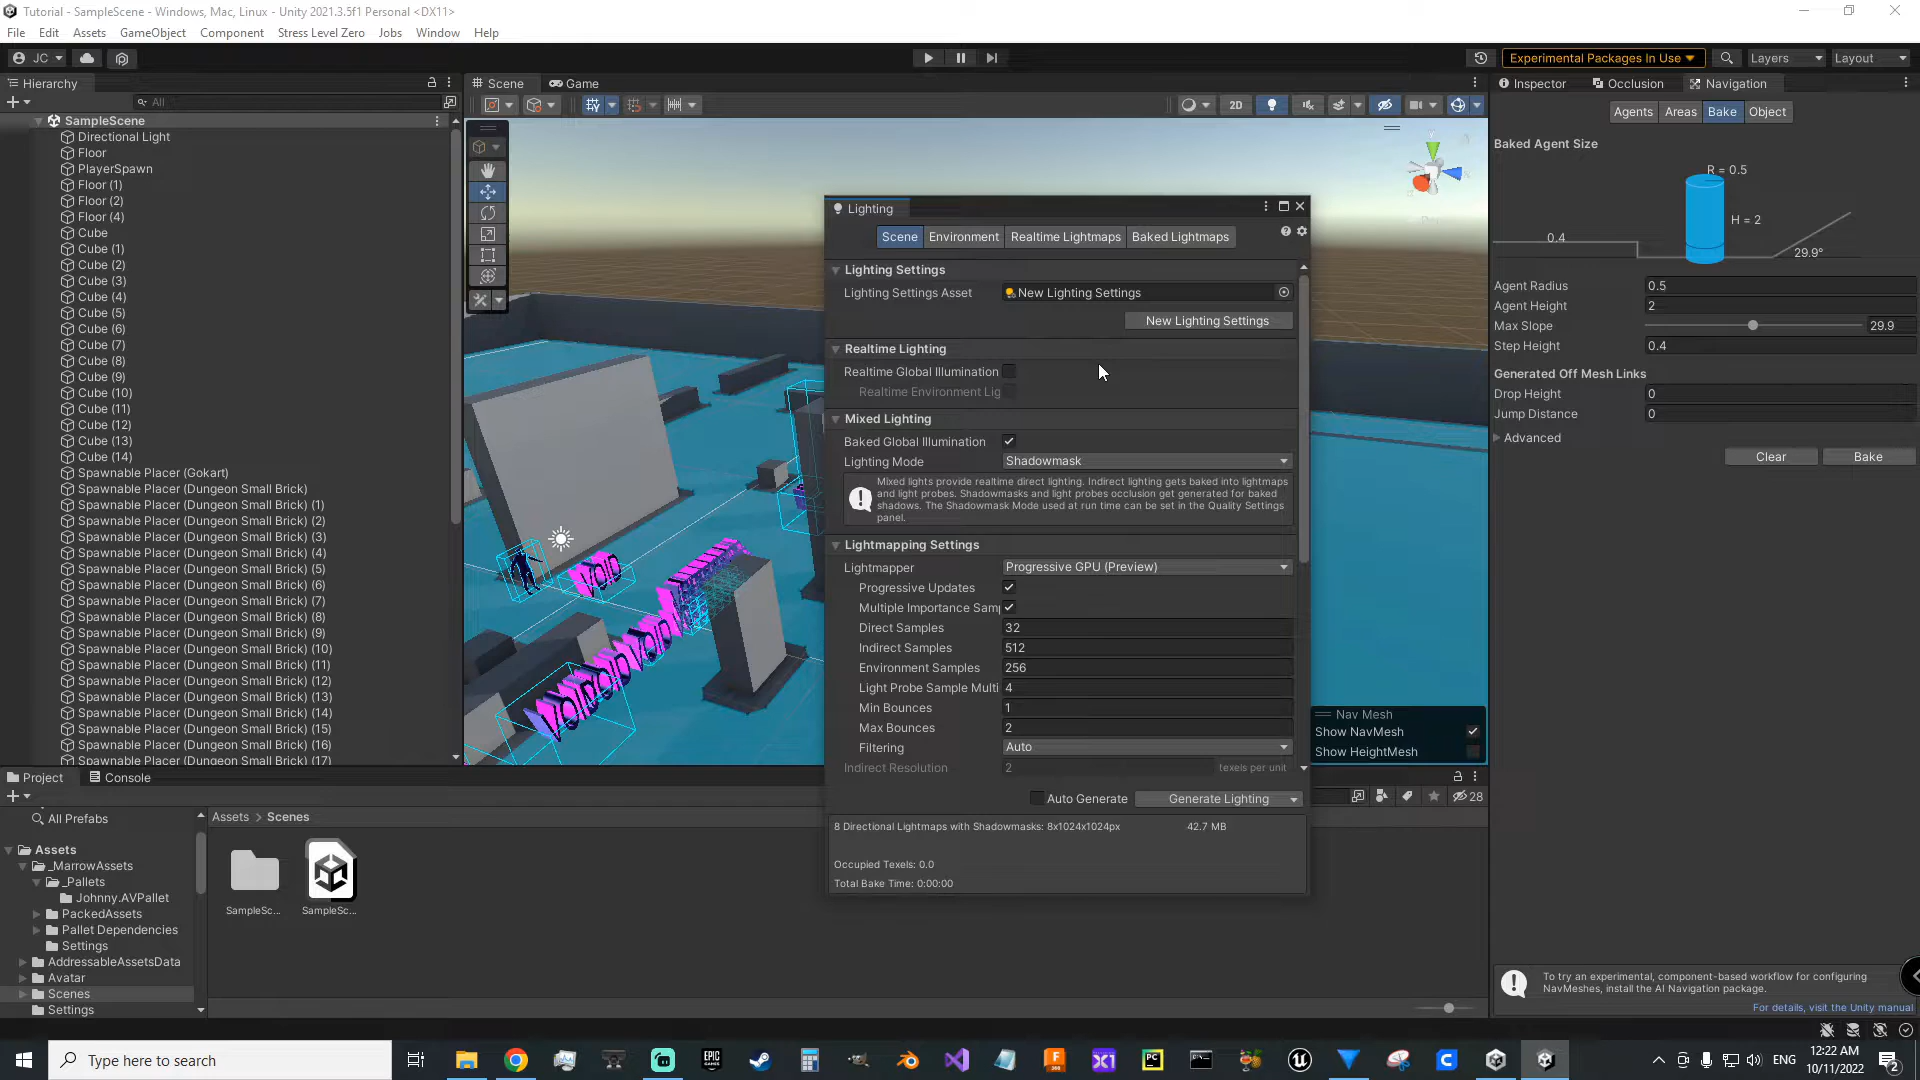 Tutorial - SampleScene - Windows, Mac, Linux - Unity 2021.3.5f1 Personal <DX11>
File Edit Assets GameObject Component Stress Level Zero Jobs Window Help
JC
Experimental Packages In Use
Layers
Layout
Hierarchy
Scene
Game
Inspector
Occlusion
Navigation
All
2D
Agents Areas Bake Object
SampleScene
Directional Light
Floor
PlayerSpawn
Floor (1)
Floor (2)
Floor (4)
Cube
Cube (1)
Cube (2)
Cube (3)
Cube (4)
Cube (5)
Cube (6)
Cube (7)
Cube (8)
Cube (9)
Cube (10)
Cube (11)
Cube (12)
Cube (13)
Cube (14)
Spawnable Placer (Gokart)
Spawnable Placer (Dungeon Small Brick)
Spawnable Placer (Dungeon Small Brick) (1)
Spawnable Placer (Dungeon Small Brick) (2)
Spawnable Placer (Dungeon Small Brick) (3)
Spawnable Placer (Dungeon Small Brick) (4)
Spawnable Placer (Dungeon Small Brick) (5)
Spawnable Placer (Dungeon Small Brick) (6)
Spawnable Placer (Dungeon Small Brick) (7)
Spawnable Placer (Dungeon Small Brick) (8)
Spawnable Placer (Dungeon Small Brick) (9)
Spawnable Placer (Dungeon Small Brick) (10)
Spawnable Placer (Dungeon Small Brick) (11)
Spawnable Placer (Dungeon Small Brick) (12)
Spawnable Placer (Dungeon Small Brick) (13)
Spawnable Placer (Dungeon Small Brick) (14)
Spawnable Placer (Dungeon Small Brick) (15)
Spawnable Placer (Dungeon Small Brick) (16)
Spawnable Placer (Dungeon Small Brick) (17)
void
void
void
Lighting
Scene Environment Realtime Lightmaps Baked Lightmaps
Lighting Settings
Lighting Settings Asset New Lighting Settings
New Lighting Settings
Realtime Lighting
Realtime Global Illumination
Realtime Environment Lig
Mixed Lighting
Baked Global Illumination
Lighting Mode Shadowmask
Mixed lights provide realtime direct lighting. Indirect lighting gets baked into lightmaps
and light probes. Shadowmasks and light probes occlusion get generated for baked
shadows. The Shadowmask Mode used at run time can be set in the Quality Settings
panel.
Lightmapping Settings
Lightmapper Progressive GPU (Preview)
Progressive Updates
Multiple Importance Sam
Direct Samples 32
Indirect Samples 512
Environment Samples 256
Light Probe Sample Multi 4
Min Bounces 1
Max Bounces 2
Filtering Auto
Indirect Resolution 2 texels per unit
Auto Generate Generate Lighting
8 Directional Lightmaps with Shadowmasks: 8x1024x1024px 42.7 MB
Occupied Texels: 0.0
Total Bake Time: 0:00:00
Nav Mesh
Show NavMesh
Show HeightMesh
Baked Agent Size
R = 0.5
H = 2
0.4
29.9°
Agent Radius 0.5
Agent Height 2
Max Slope 29.9
Step Height 0.4
Generated Off Mesh Links
Drop Height 0
Jump Distance 0
Advanced
Clear Bake
To try an experimental, component-based workflow for configuring
NavMeshes, install the AI Navigation package.
For details, visit the Unity manual
Project
Console
28
All Prefabs
Assets
_MarrowAssets
_Pallets
Johnny.AVPallet
PackedAssets
Pallet Dependencies
Settings
AddressableAssetsData
Avatar
Scenes
Settings
Assets > Scenes
SampleSc...
SampleSc...
Type here to search
EPIC
GAMES
X1
PC
C
ENG
12:22 AM
10/11/2022
2